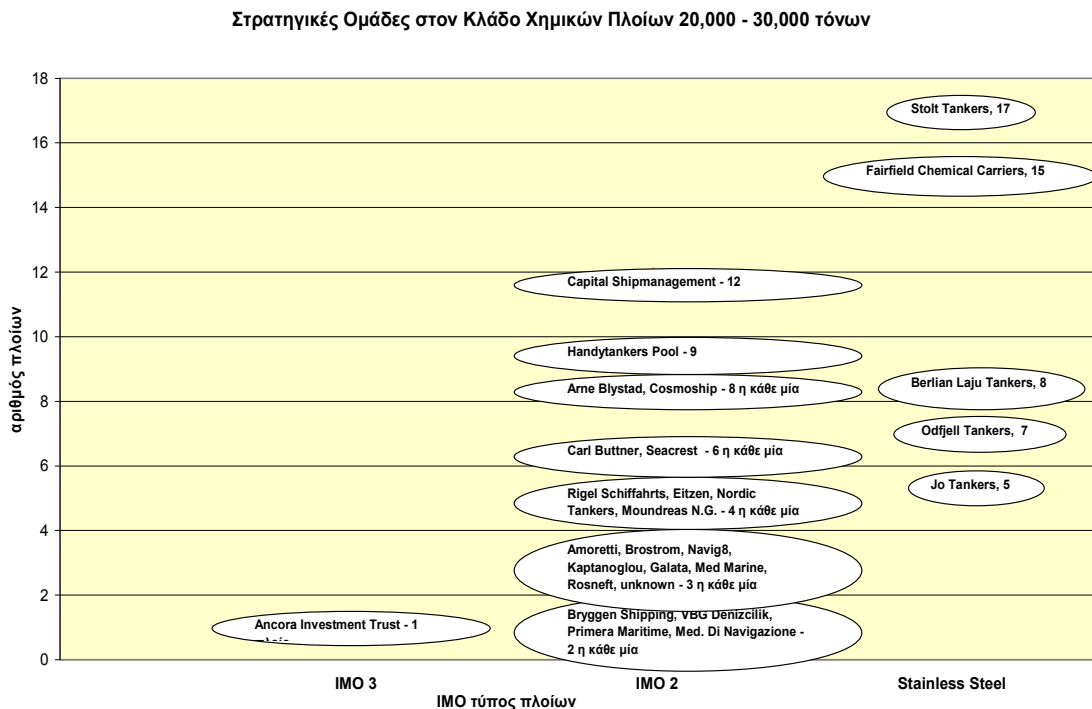 Στρατηγικές Ομάδες στον Κλάδο Χημικών Πλοίων 20,000 - 30,000 τόνων
18
16
14
12
10
8
6
4
2
0
αριθμός πλοίων
Stolt Tankers, 17
Fairfield Chemical Carriers, 15
Capital Shipmanagement - 12
Handytankers Pool - 9
Arne Blystad, Cosmoship - 8 η κάθε μία
Berlian Laju Tankers, 8
Odfjell Tankers, 7
Carl Buttner, Seacrest - 6 η κάθε μία
Jo Tankers, 5
Rigel Schiffahrts, Eitzen, Nordic
Tankers, Moundreas N.G. - 4 η κάθε μία
Amoretti, Brostrom, Navig8,
Kaptanoglou, Galata, Med Marine,
Rosneft, unknown - 3 η κάθε μία
Bryggen Shipping, VBG Denizcilik,
Primera Maritime, Med. Di Navigazione -
2 η κάθε μία
Ancora Investment Trust - 1
IMO 3
IMO 2
Stainless Steel
IMO τύπος πλοίων